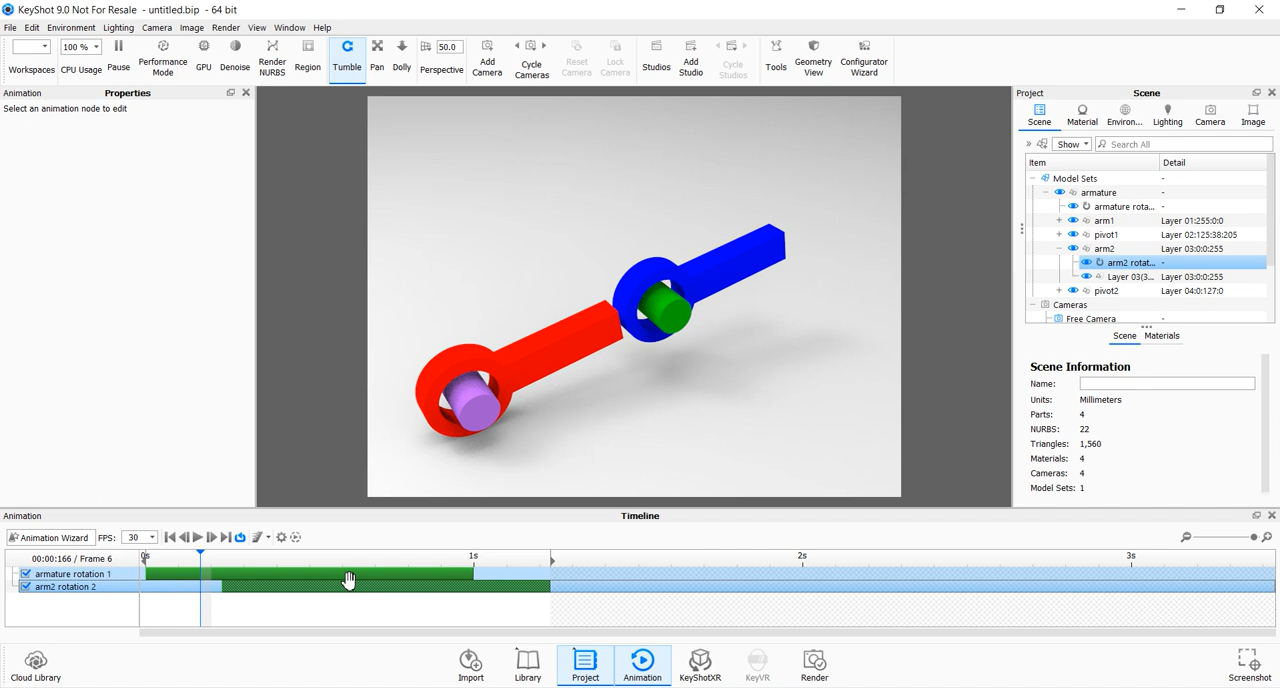 KeyShot 9.0 Not For Resale - untitled.bip - 64 bit
File Edit Environment Lighting Camera Image Render View Window Help
100 % 50.0
Workspaces CPU Usage Pause Performance Mode GPU Denoise Render NURBS Region Tumble Pan Dolly Perspective Add Camera Cycle Cameras Reset Camera Lock Camera Studios Add Studio Cycle Studios Tools Geometry View Configurator Wizard
Animation Properties
Select an animation node to edit
Project Scene
Scene Material Environ... Lighting Camera Image
» Show Search All
Item Detail
Model Sets -
armature -
armature rota... -
arm1 Layer 01:255:0:0
pivot1 Layer 02:125:38:205
arm2 Layer 03:0:0:255
arm2 rotat... -
Layer 03(3... Layer 03:0:0:255
pivot2 Layer 04:0:127:0
Cameras -
Free Camera -
Scene Materials
Scene Information
Name:
Units: Millimeters
Parts: 4
NURBS: 22
Triangles: 1,560
Materials: 4
Cameras: 4
Model Sets: 1
Animation Timeline
Animation Wizard FPS: 30
00:00:166 / Frame 6 0s 1s 2s 3s
armature rotation 1
arm2 rotation 2
Cloud Library Import Library Project Animation KeyShotXR KeyVR Render Screenshot